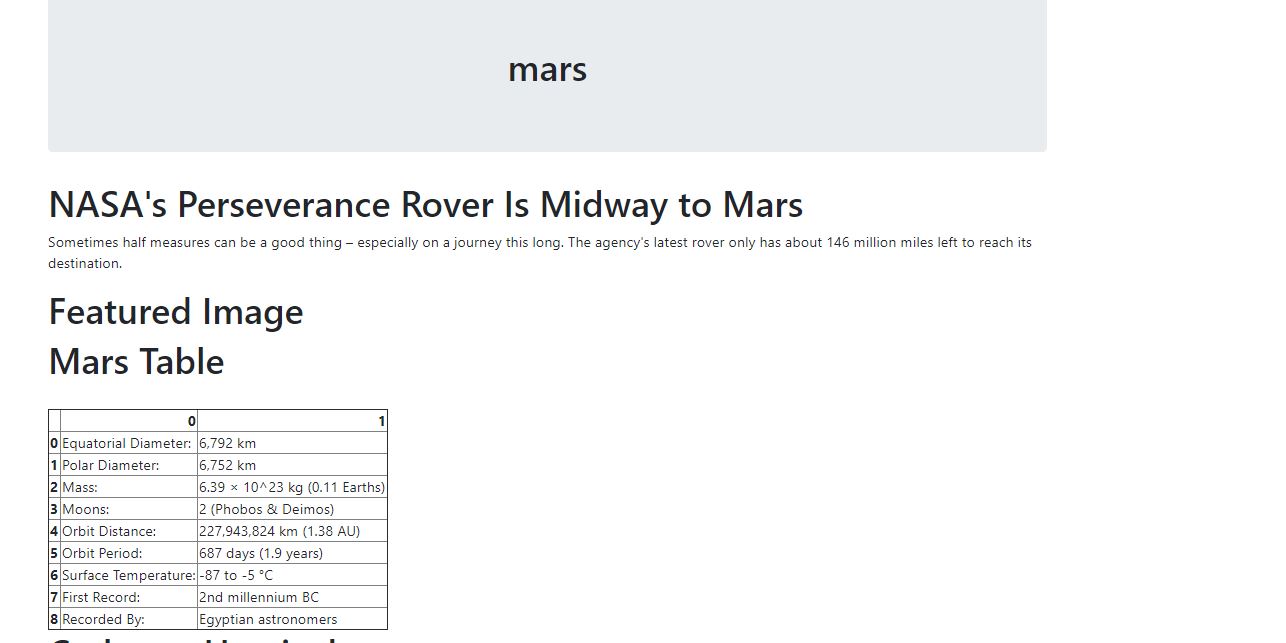 mars
NASA's Perseverance Rover Is Midway to Mars
Sometimes half measures can be a good thing – especially on a journey this long. The agency's latest rover only has about 146 million miles left to reach its
destination.
Featured Image
Mars Table
0 1
0 Equatorial Diameter: 6,792 km
1 Polar Diameter: 6,752 km
2 Mass: 6.39 × 10^23 kg (0.11 Earths)
3 Moons: 2 (Phobos & Deimos)
4 Orbit Distance: 227,943,824 km (1.38 AU)
5 Orbit Period: 687 days (1.9 years)
6 Surface Temperature: -87 to -5 °C
7 First Record: 2nd millennium BC
8 Recorded By: Egyptian astronomers